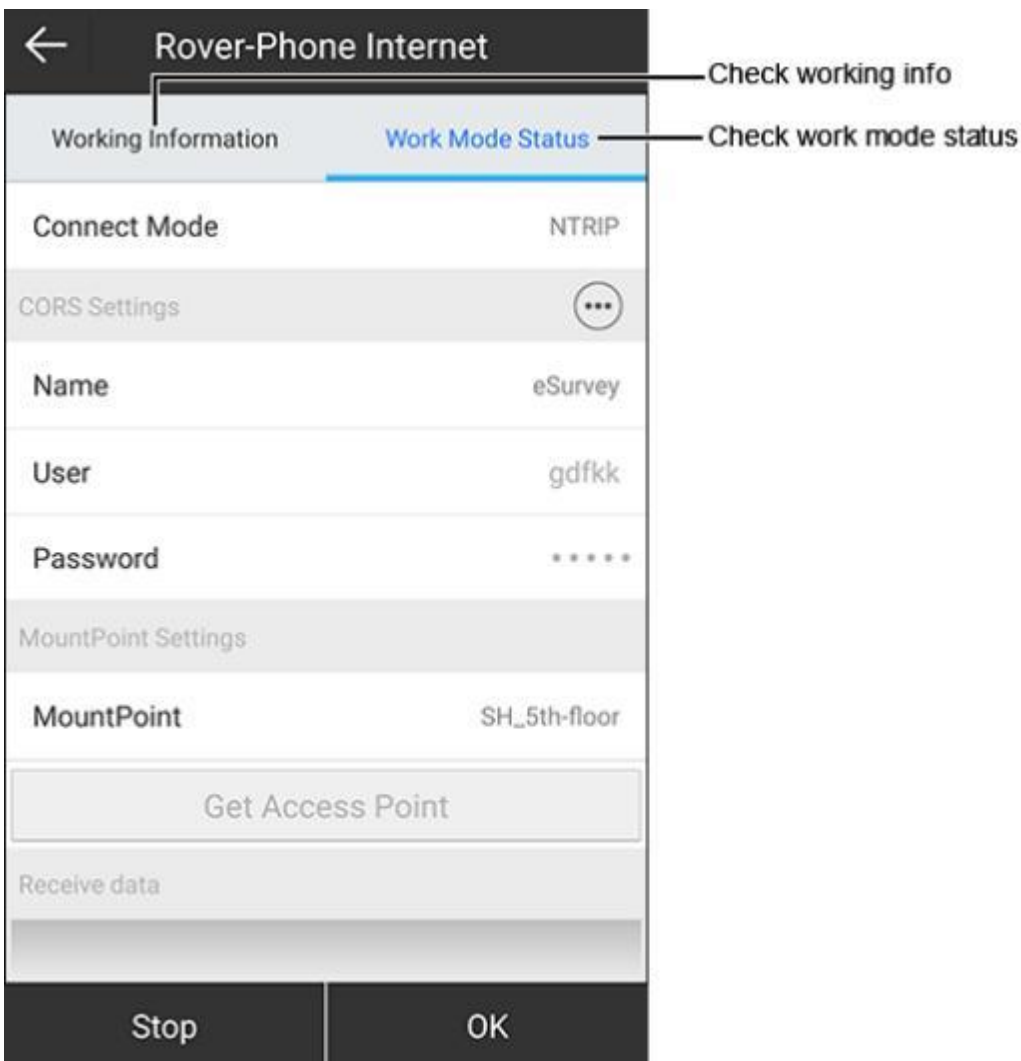 Rover-Phone Internet
Check working info
Working Information
Work Mode Status
Check work mode status
Connect Mode
NTRIP
CORS Settings
Name
eSurvey
User
gdfkk
Password
•••••
MountPoint Settings
MountPoint
SH_5th-floor
Get Access Point
Receive data
Stop
OK